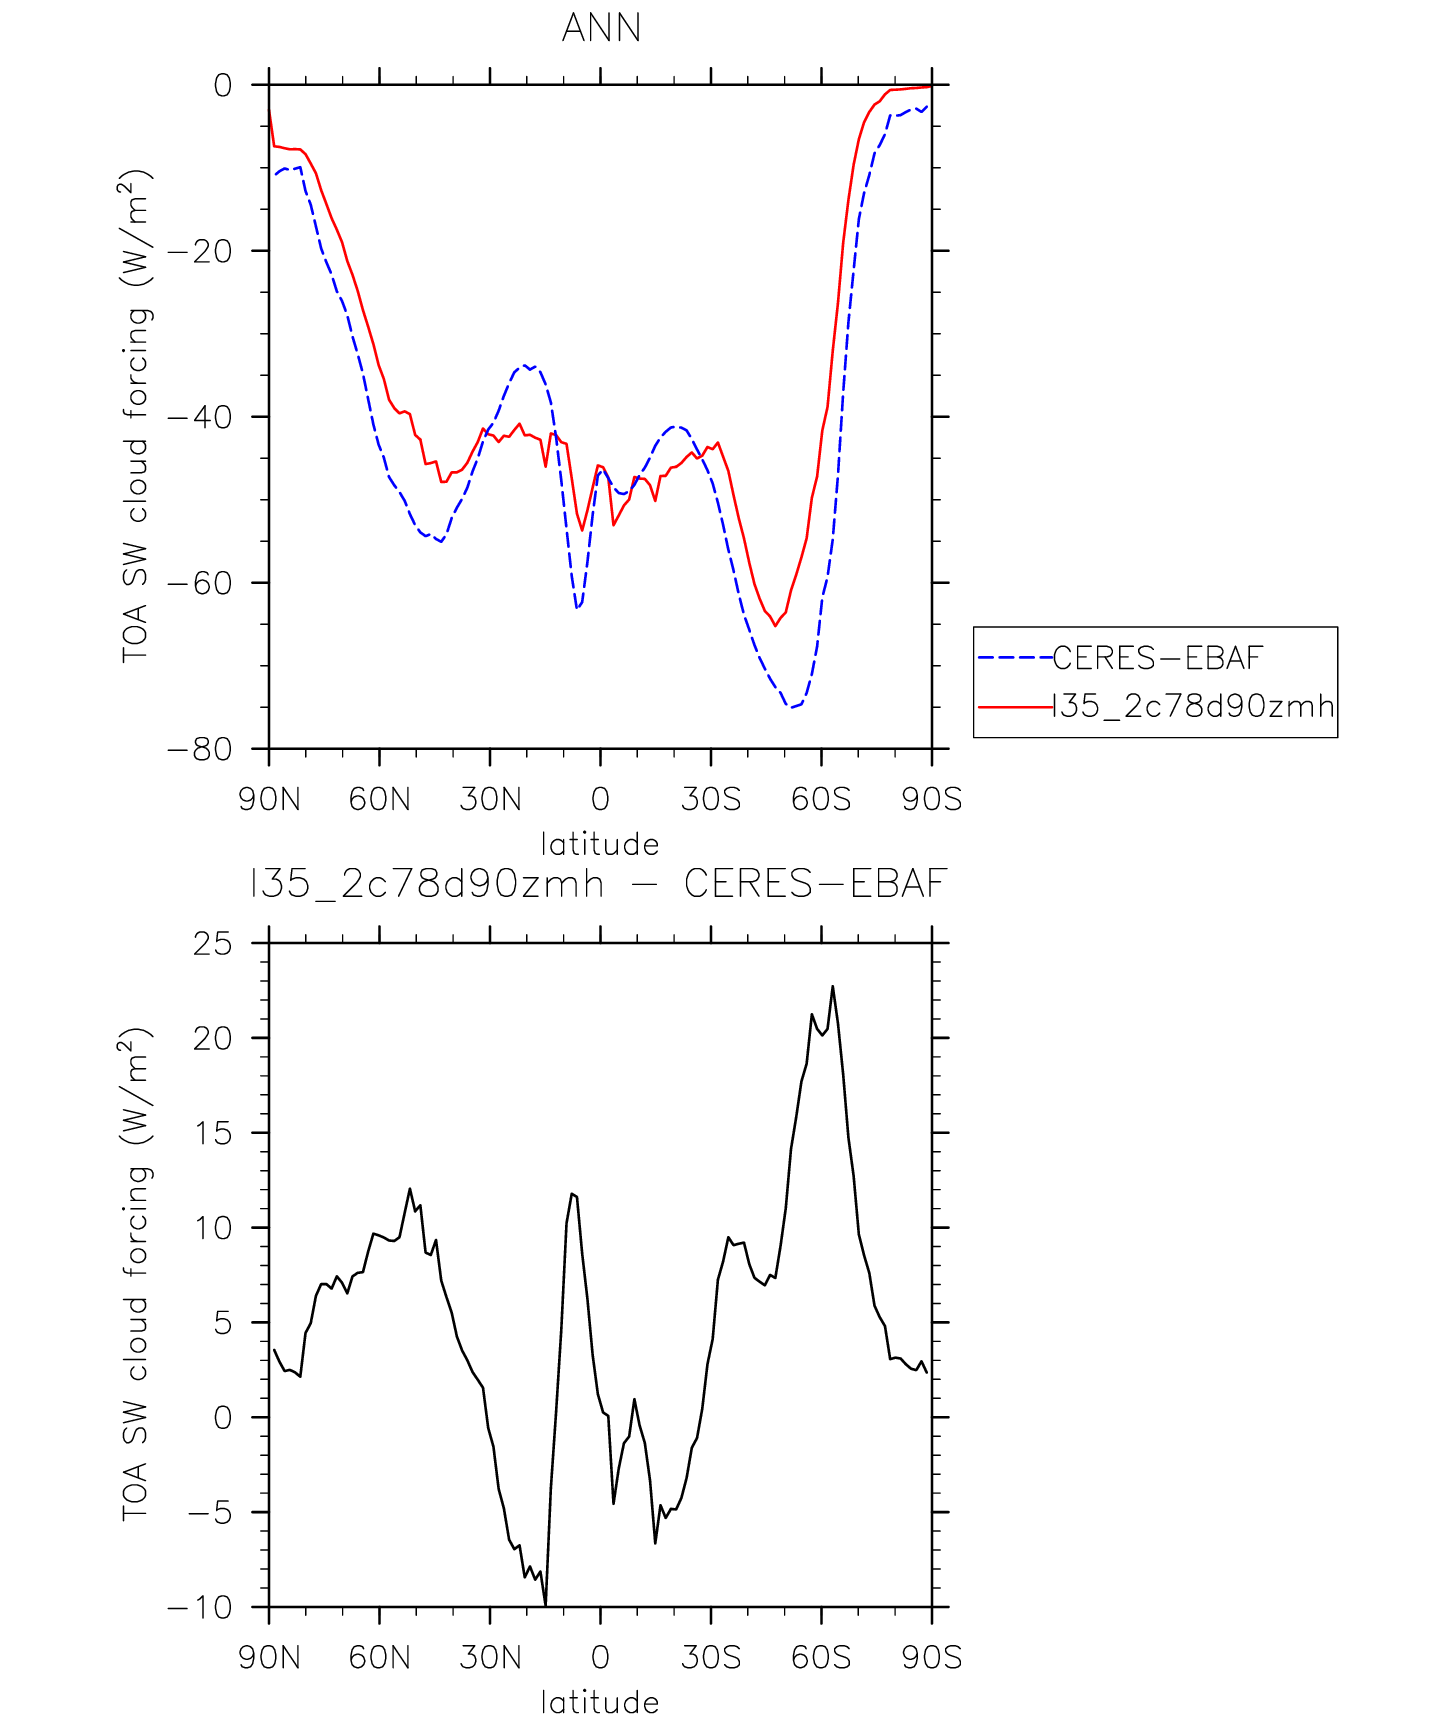 ANN
0
−20
−40
−60
−80
TOA SW cloud forcing (W/m²)
90N 60N 30N 0 30S 60S 90S
latitude
CERES−EBAF
I35_2c78d90zmh
I35_2c78d90zmh − CERES−EBAF
25
20
15
10
5
0
−5
−10
TOA SW cloud forcing (W/m²)
90N 60N 30N 0 30S 60S 90S
latitude